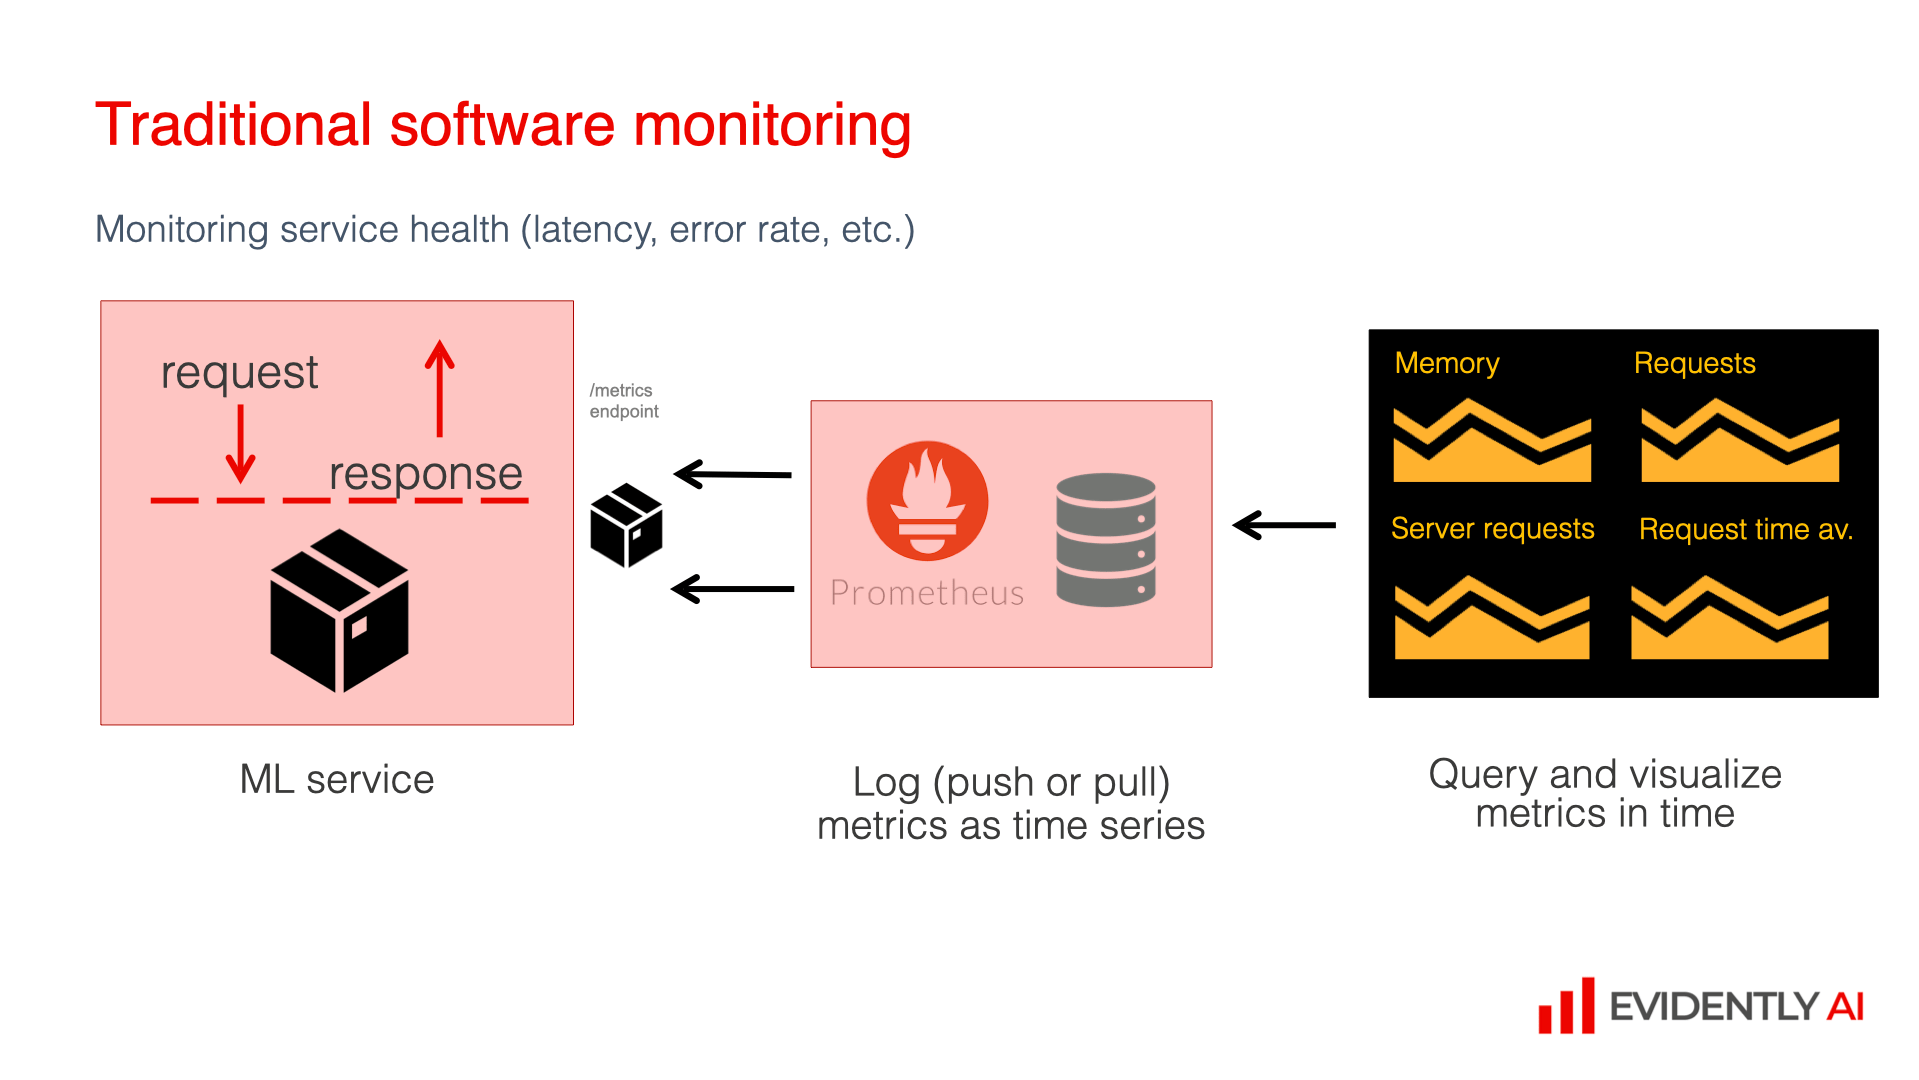 Traditional software monitoring
Monitoring service health (latency, error rate, etc.)
request
response
/metrics
endpoint
Prometheus
Memory
Requests
Server requests
Request time av.
ML service
Log (push or pull)
metrics as time series
Query and visualize
metrics in time
EVIDENTLY AI